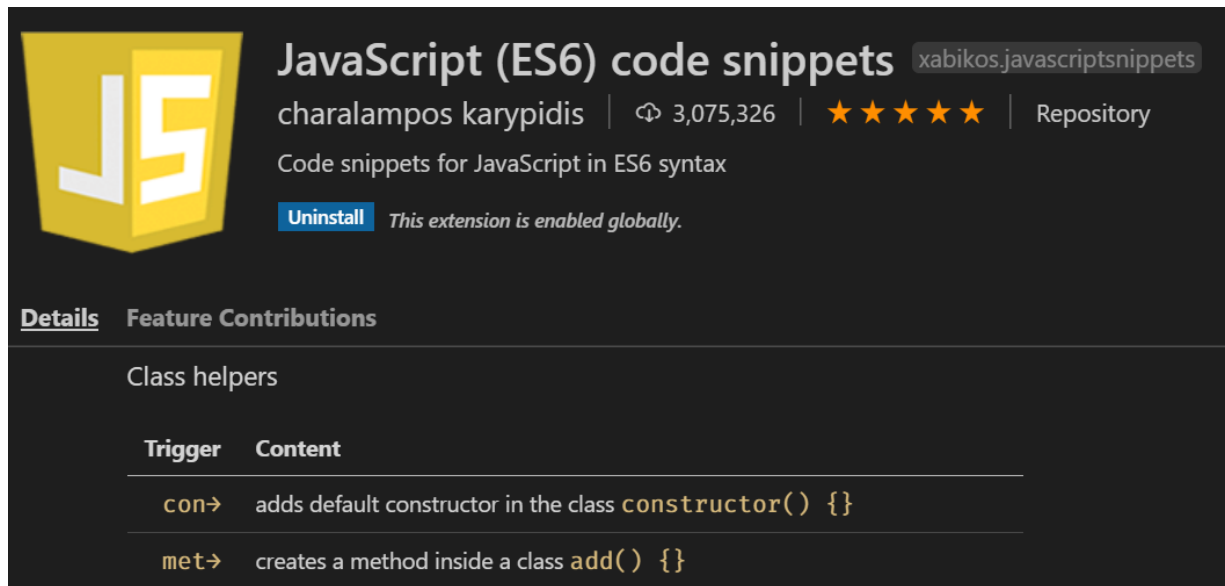 JS
JavaScript (ES6) code snippets xabikos.javascriptsnippets
charalampos karypidis 3,075,326 ★★★★★ Repository
Code snippets for JavaScript in ES6 syntax
Uninstall This extension is enabled globally.
Details Feature Contributions
Class helpers
Trigger Content
con→ adds default constructor in the class constructor() {}
met→ creates a method inside a class add() {}